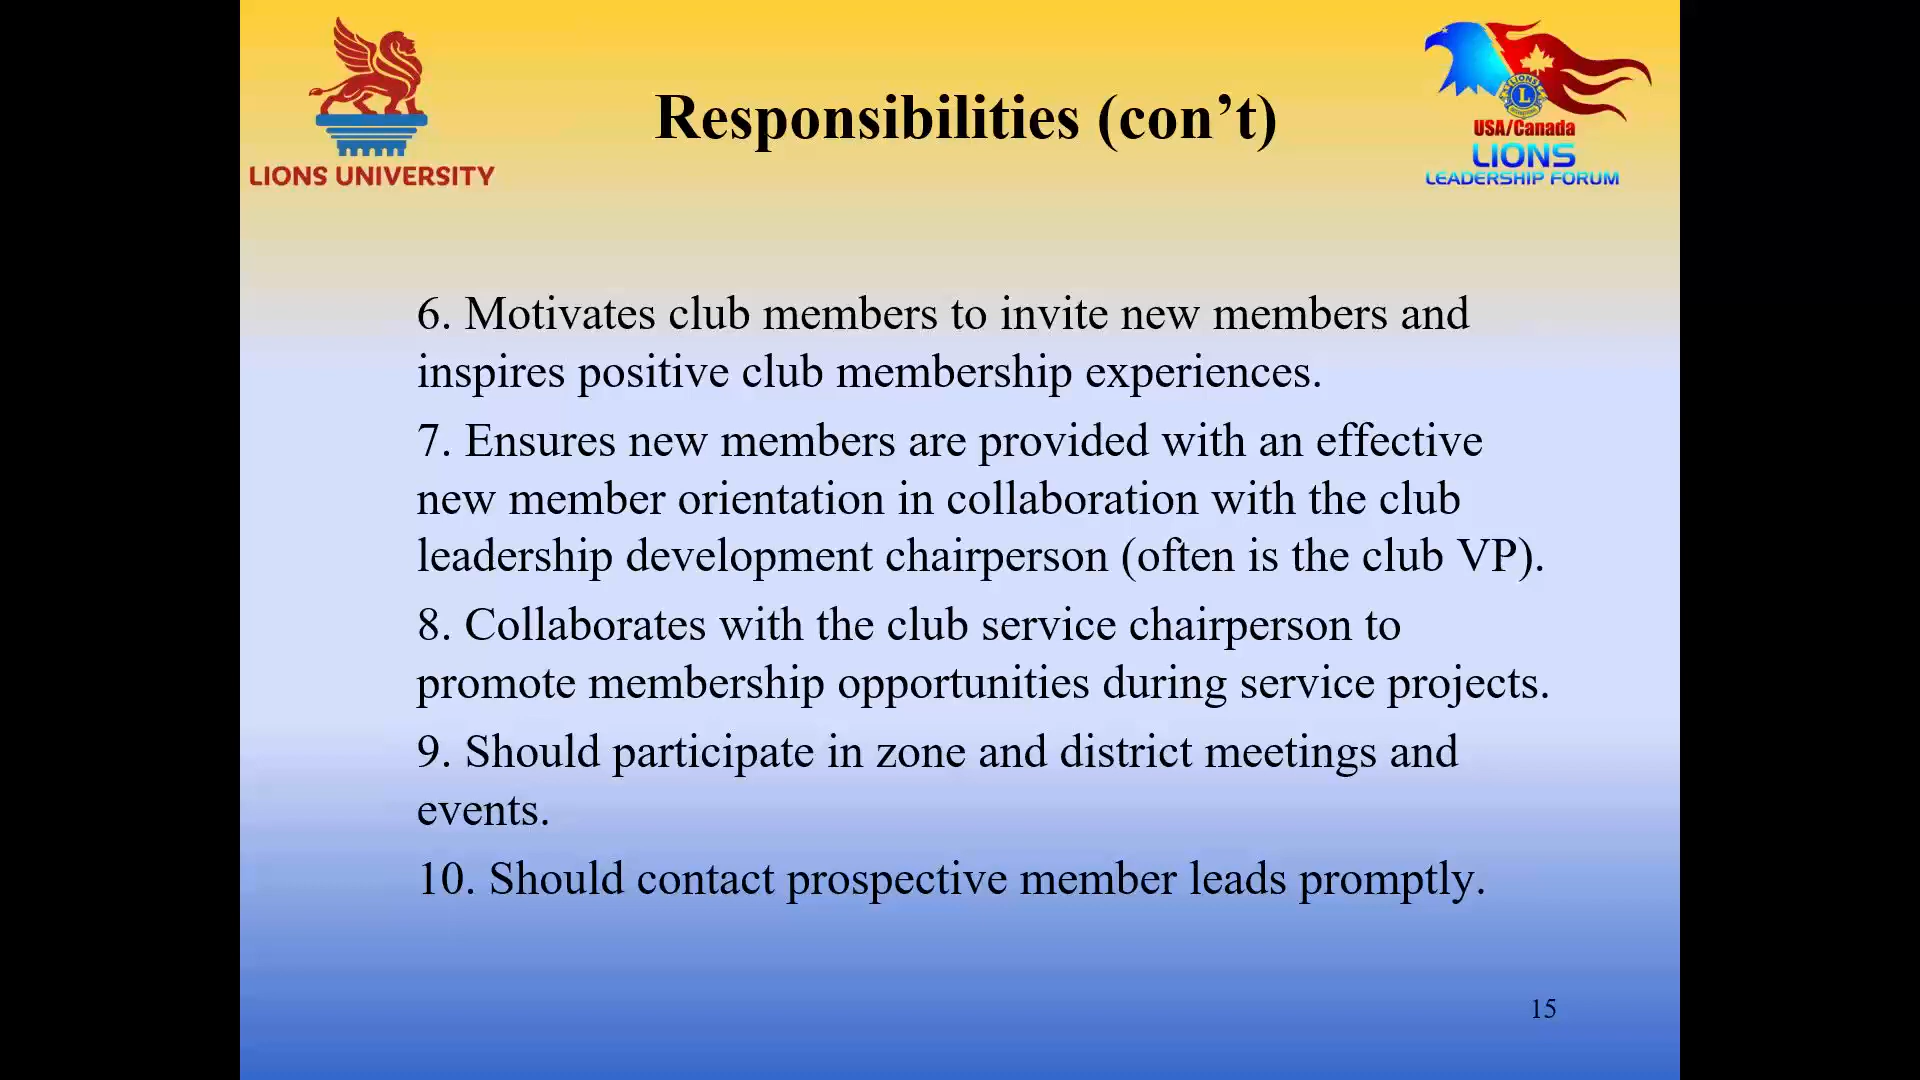 LIONS UNIVERSITY
Responsibilities (con’t)
LIONS
L
USA/Canada
LIONS
LEADERSHIP FORUM
6. Motivates club members to invite new members and
inspires positive club membership experiences.
7. Ensures new members are provided with an effective
new member orientation in collaboration with the club
leadership development chairperson (often is the club VP).
8. Collaborates with the club service chairperson to
promote membership opportunities during service projects.
9. Should participate in zone and district meetings and
events.
10. Should contact prospective member leads promptly.
15